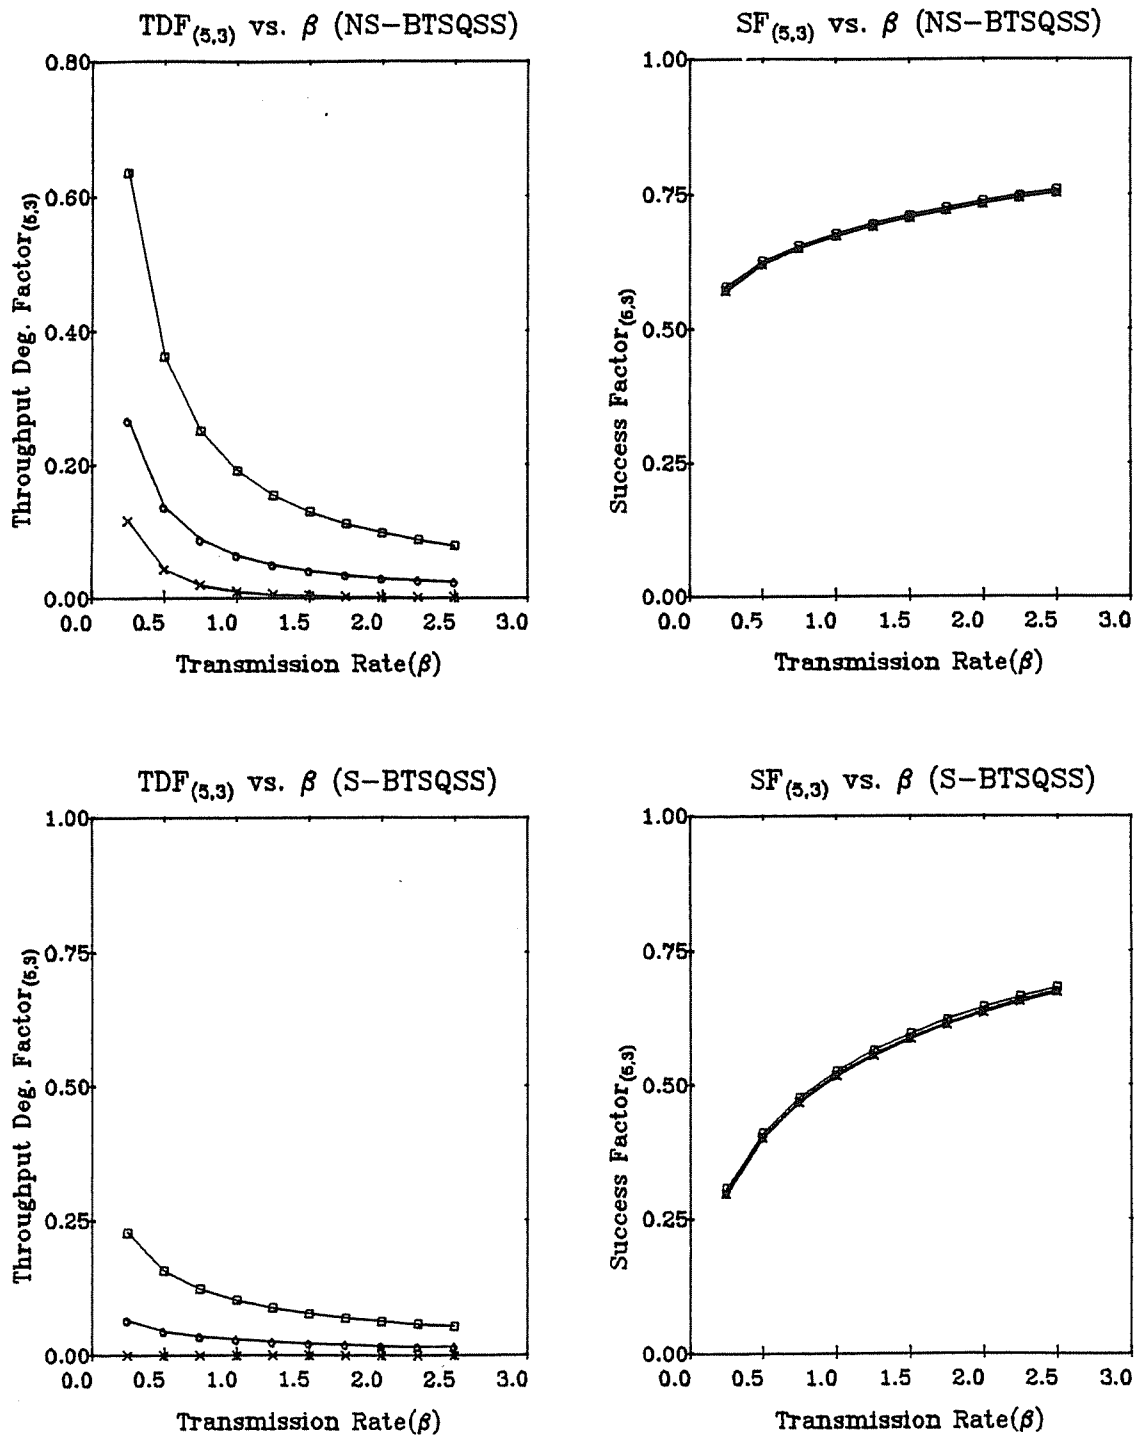 TDF(5,3) vs. β (NS-BTSQSS)
0.80
0.60
0.40
0.20
0.00
Throughput Deg. Factor(5,3)
0.0 0.5 1.0 1.5 2.0 2.5 3.0
Transmission Rate(β)
SF(5,3) vs. β (NS-BTSQSS)
1.00
0.75
0.50
0.25
0.00
Success Factor(5,3)
0.0 0.5 1.0 1.5 2.0 2.5 3.0
Transmission Rate(β)
TDF(5,3) vs. β (S-BTSQSS)
1.00
0.75
0.50
0.25
0.00
Throughput Deg. Factor(5,3)
0.0 0.5 1.0 1.5 2.0 2.5 3.0
Transmission Rate(β)
SF(5,3) vs. β (S-BTSQSS)
1.00
0.75
0.50
0.25
0.00
Success Factor(5,3)
0.0 0.5 1.0 1.5 2.0 2.5 3.0
Transmission Rate(β)